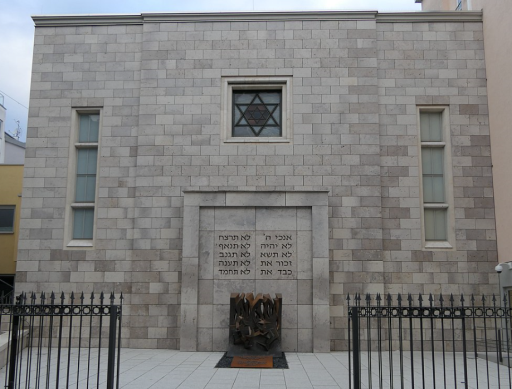 אנכי ה' לא תרצח
לא יהיה לא תנאף
לא תשא לא תגנב
זכור את לא תענה
כבד את לא תחמד